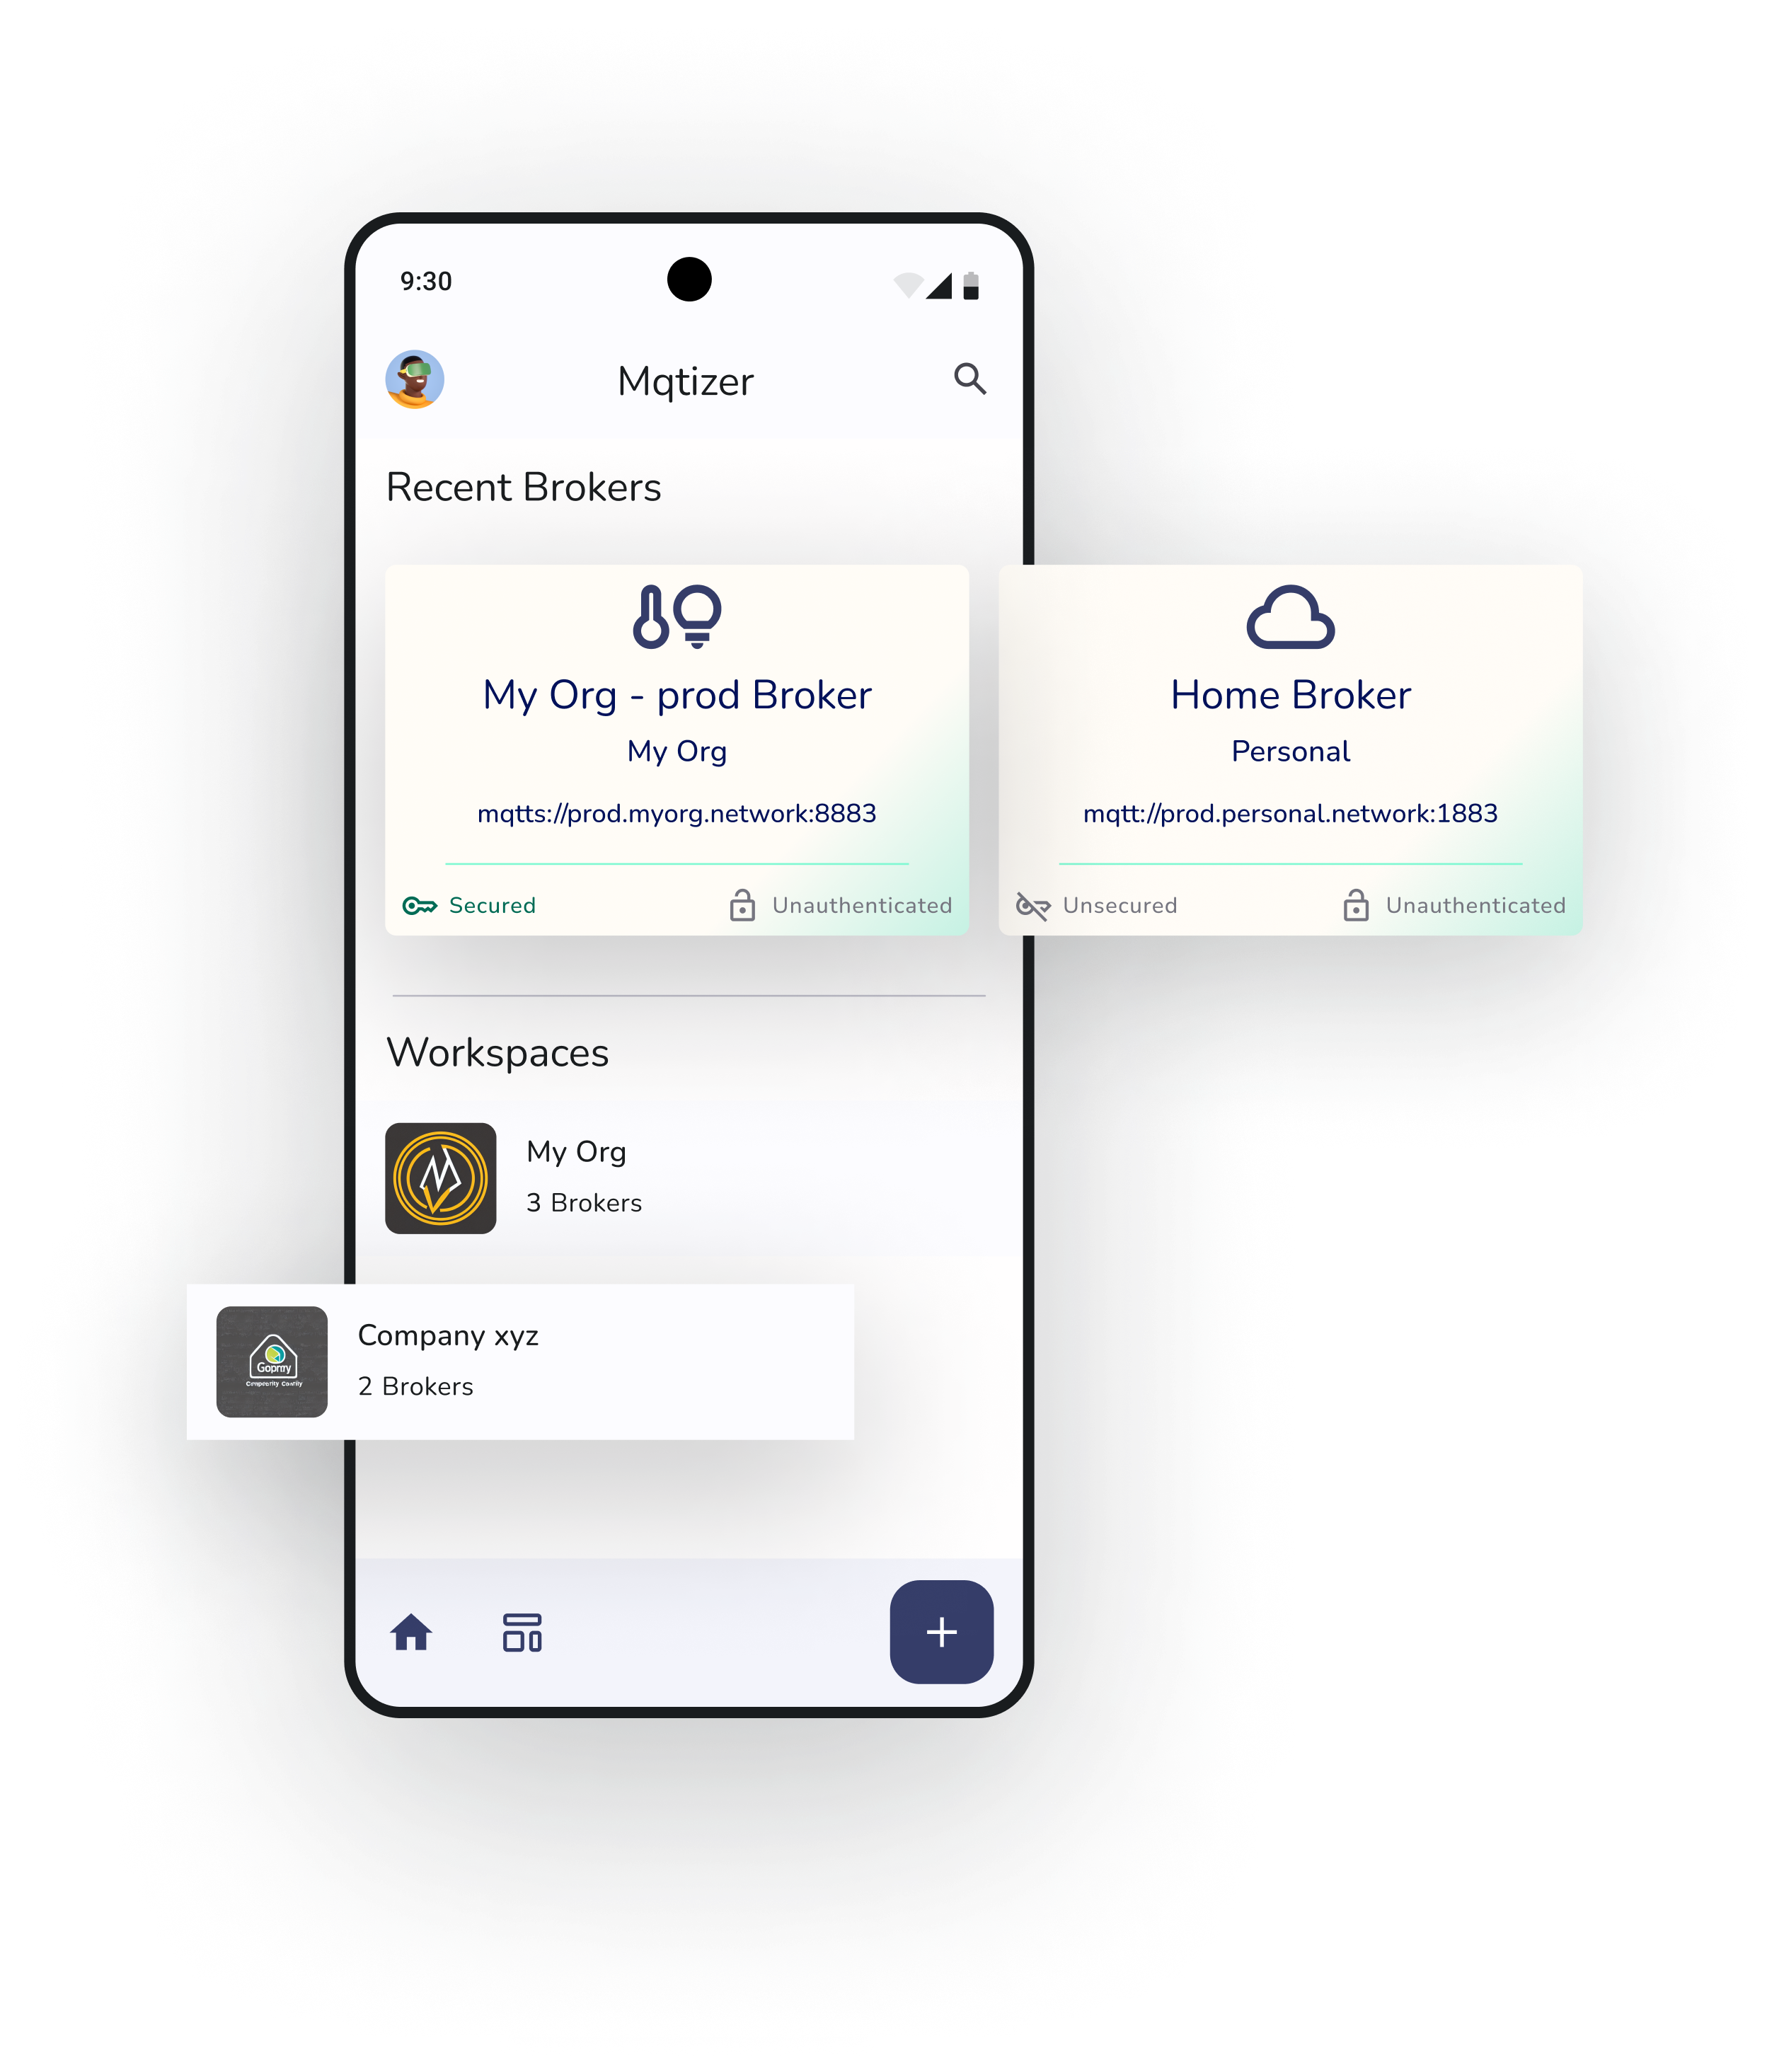 9:30
Mqtizer
Recent Brokers
My Org - prod Broker
My Org
mqtts://prod.myorg.network:8883
Secured
Unauthenticated
Home Broker
Personal
mqtt://prod.personal.network:1883
Unsecured
Unauthenticated
Workspaces
My Org
3 Brokers
Company xyz
2 Brokers